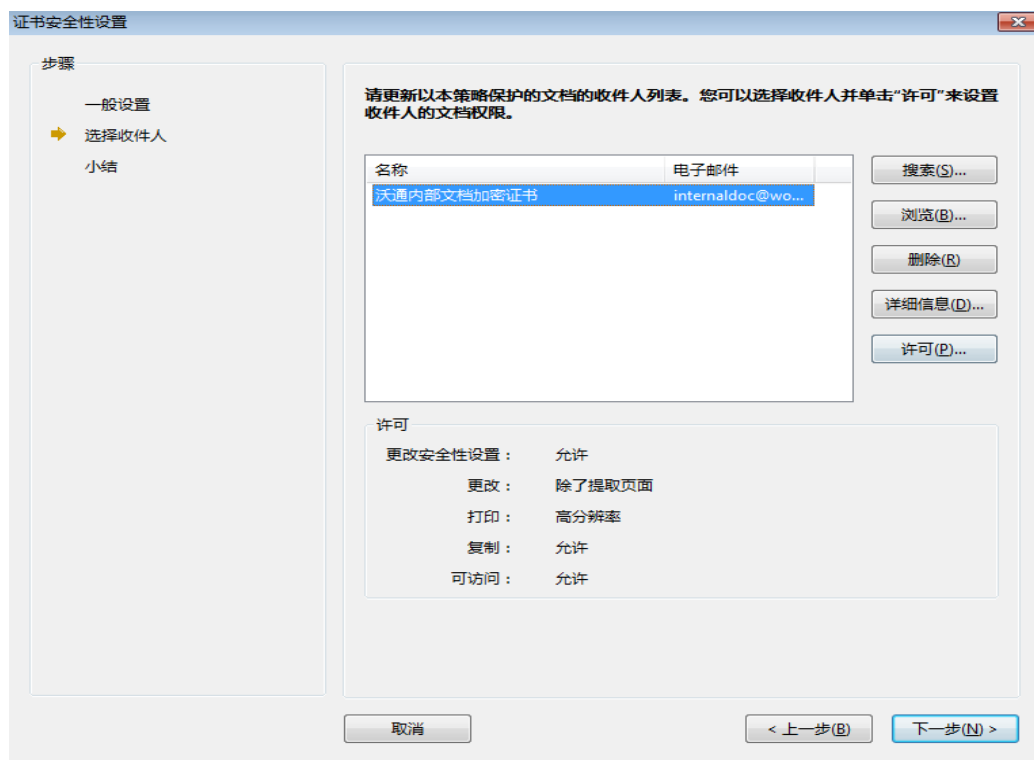 证书安全性设置
步骤
一般设置
选择收件人
小结
请更新以本策略保护的文档的收件人列表。您可以选择收件人并单击“许可”来设置
收件人的文档权限。
名称 电子邮件
沃通内部文档加密证书 internaldoc@wo...
搜索(S)...
浏览(B)...
删除(R)
详细信息(D)...
许可(P)...
许可
更改安全性设置： 允许
更改： 除了提取页面
打印： 高分辨率
复制： 允许
可访问： 允许
取消
< 上一步(B)
下一步(N) >